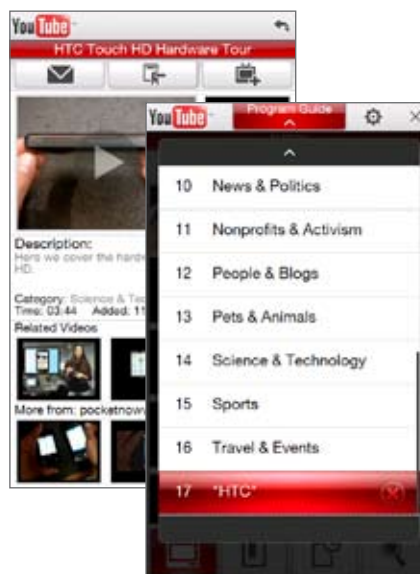 YouTube
HTC Touch HD Hardware Tour
Description:
Here we cover the hardw
HD.
Category: Science & Tec
Time: 03:44 Added: 11
Related Videos
More from: pocketnow
YouTube
Program Guide
10 News & Politics
11 Nonprofits & Activism
12 People & Blogs
13 Pets & Animals
14 Science & Technology
15 Sports
16 Travel & Events
17 "HTC"